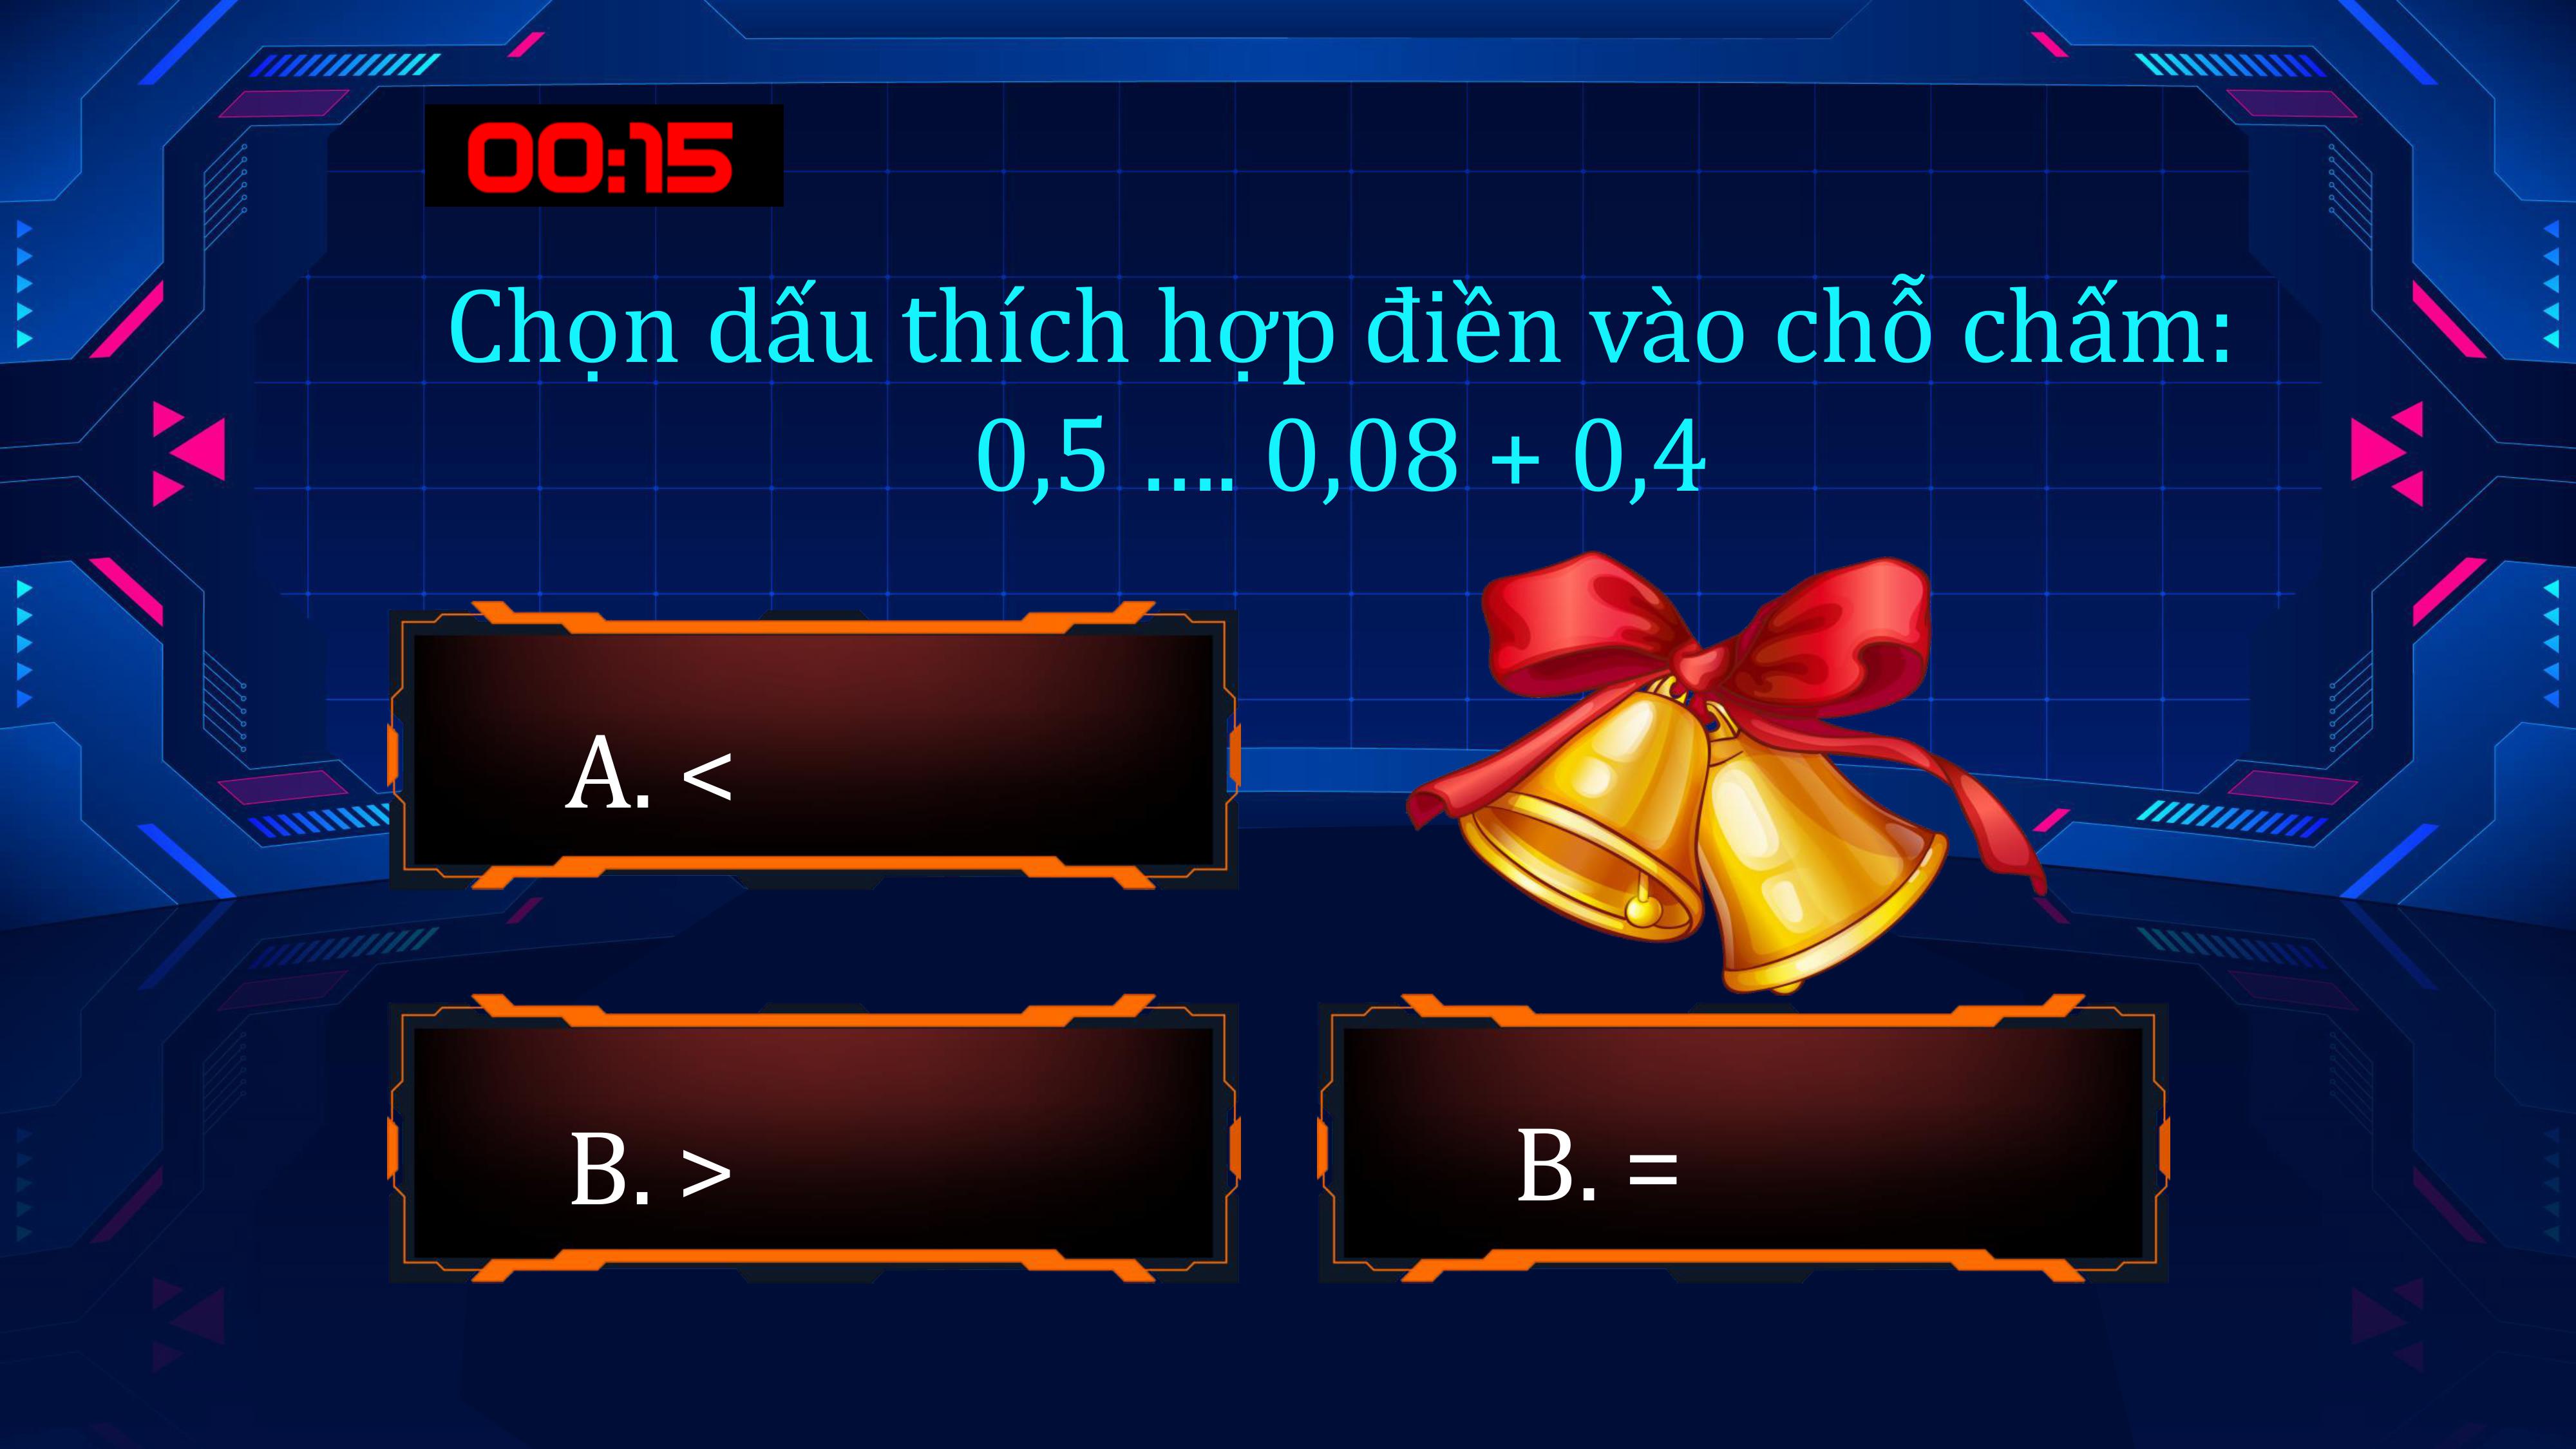 00:15
Chọn dấu thích hợp điền vào chỗ chấm:
0,5 .... 0,08 + 0,4
A. <
B. >
B. =